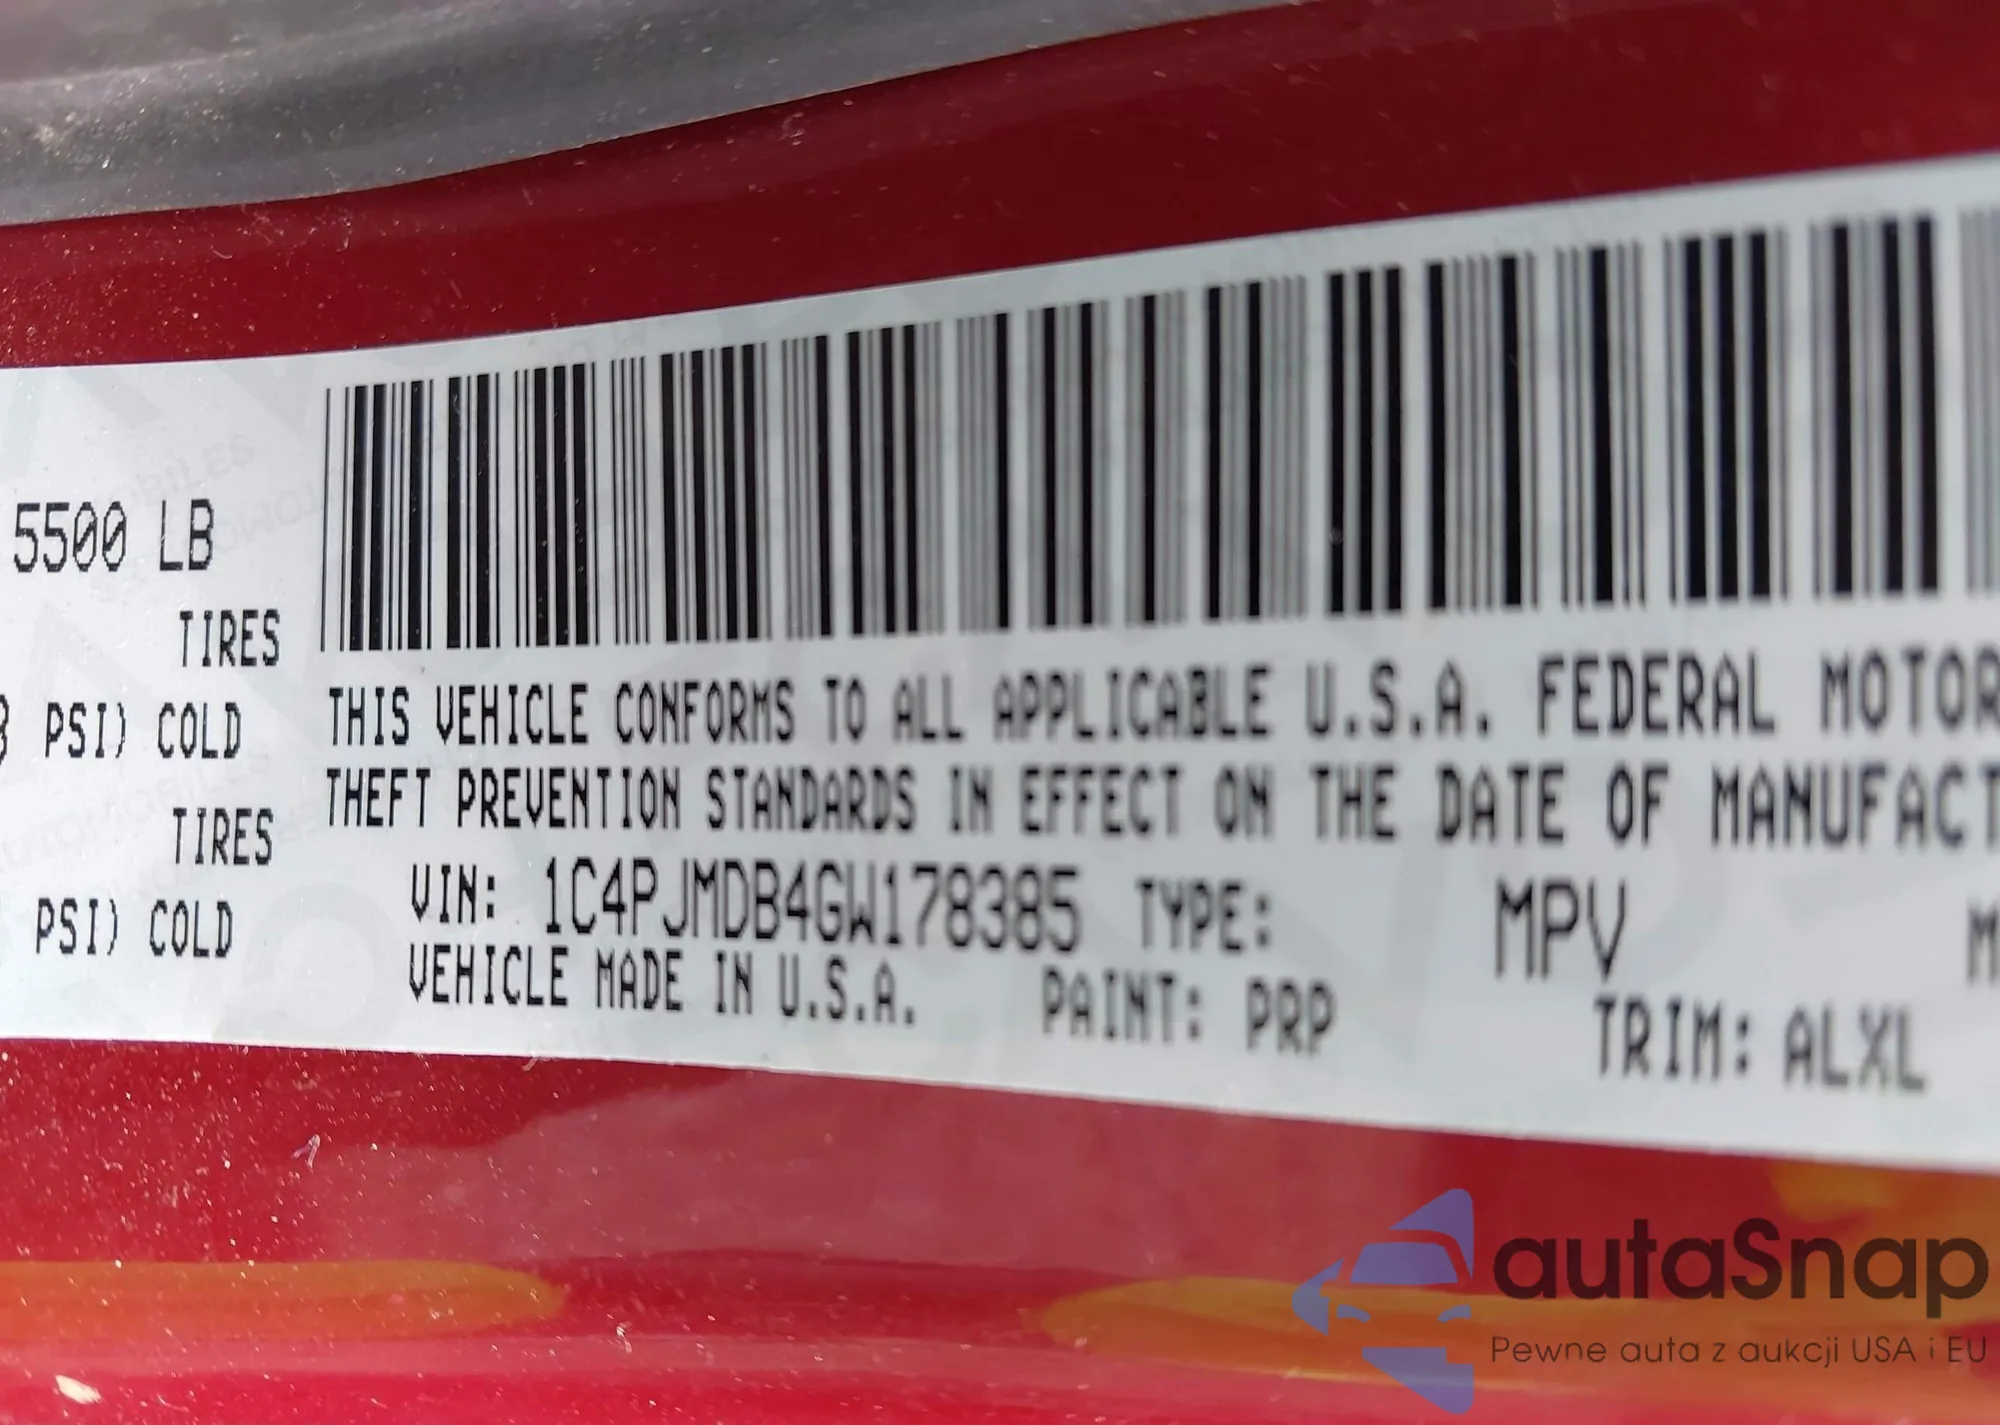 5500 LB
TIRES
PSI) COLD
TIRES
PSI) COLD
THIS VEHICLE CONFORMS TO ALL APPLICABLE U.S.A. FEDERAL MOTOR
THEFT PREVENTION STANDARDS IN EFFECT ON THE DATE OF MANUFACT
VIN: 1C4PJMDB4GW178385 TYPE: MPV
VEHICLE MADE IN U.S.A. PAINT: PRP TRIM: ALXL
autaSnap
Pewne auta z aukcji USA i EU